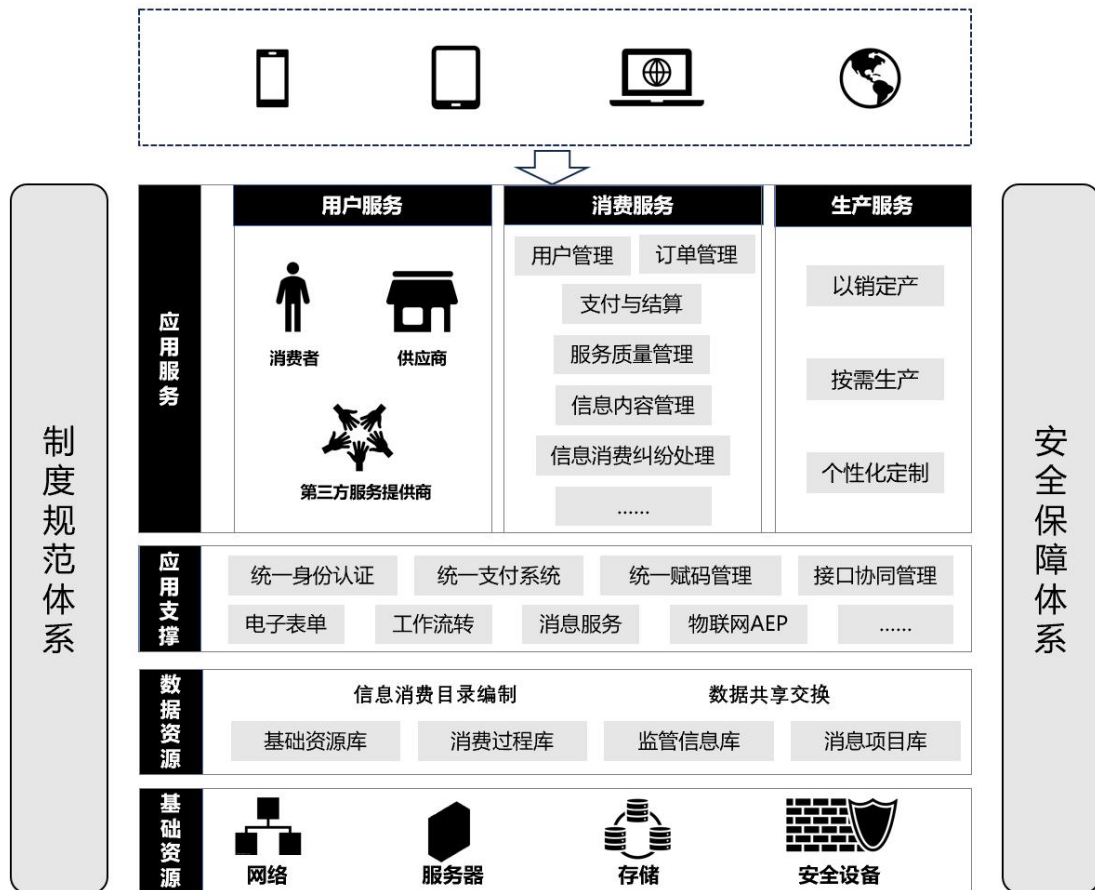 制度规范体系
安全保障体系
应用服务
用户服务
消费者
供应商
第三方服务提供商
消费服务
用户管理
订单管理
支付与结算
服务质量管理
信息内容管理
信息消费纠纷处理
......
生产服务
以销定产
按需生产
个性化定制
应用支撑
统一身份认证
统一支付系统
统一赋码管理
接口协同管理
电子表单
工作流转
消息服务
物联网AEP
......
数据资源
信息消费目录编制
数据共享交换
基础资源库
消费过程库
监管信息库
消息项目库
基础资源
网络
服务器
存储
安全设备